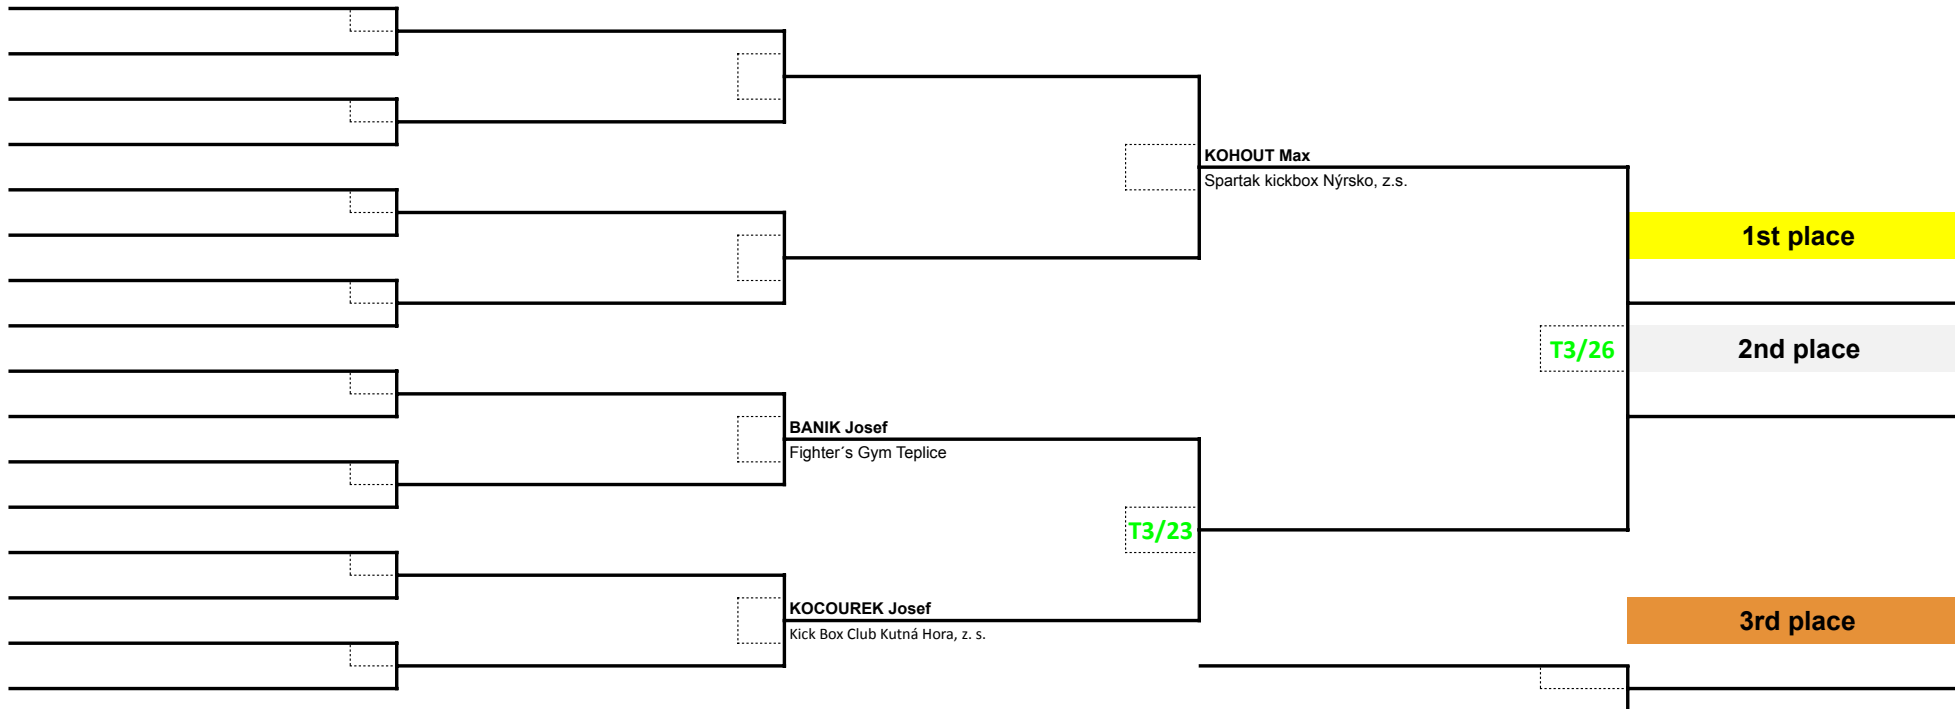 KOHOUT Max
Spartak kickbox Nýrsko, z.s.
1st place
T3/26
2nd place
BANIK Josef
Fighter´s Gym Teplice
T3/23
KOCOUREK Josef
Kick Box Club Kutná Hora, z. s.
3rd place